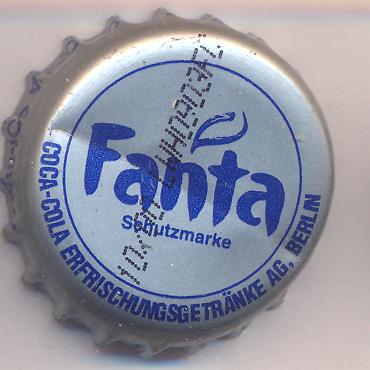 Fanta
Schutzmarke
COCA-COLA ERFRISCHUNGSGETRÄNKE AG, BERLIN